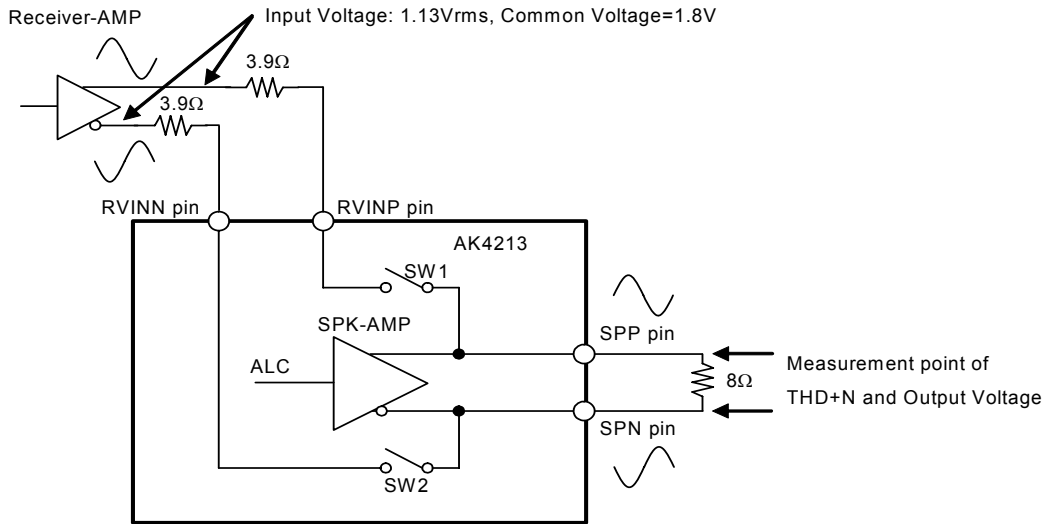 Receiver-AMP
Input Voltage: 1.13Vrms, Common Voltage=1.8V
3.9Ω
3.9Ω
RVINN pin
RVINP pin
AK4213
SW1
SPK-AMP
SPP pin
ALC
8Ω
Measurement point of
THD+N and Output Voltage
SPN pin
SW2